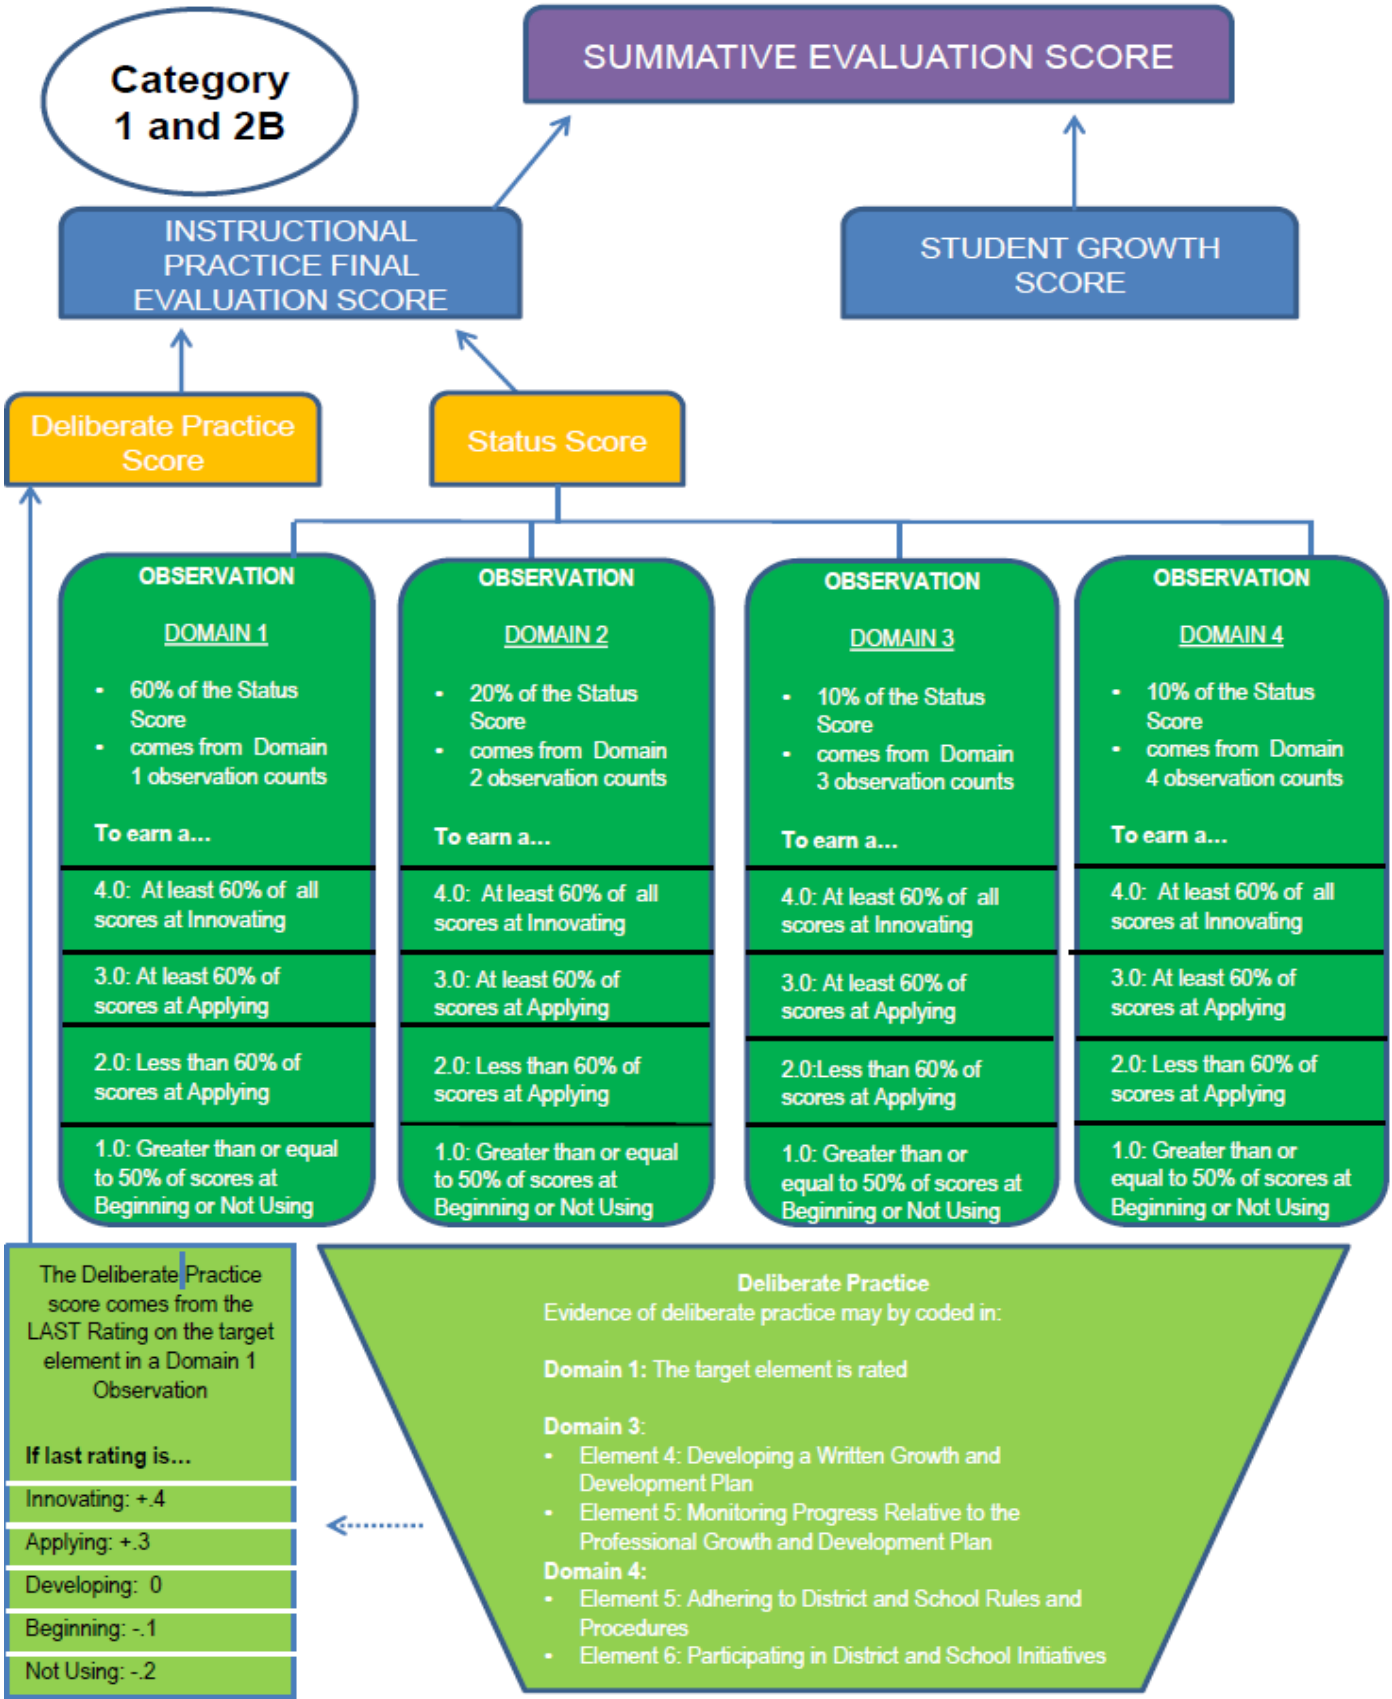 Category
1 and 2B
SUMMATIVE EVALUATION SCORE
INSTRUCTIONAL
PRACTICE FINAL
EVALUATION SCORE
STUDENT GROWTH
SCORE
Deliberate Practice
Score
Status Score
OBSERVATION
DOMAIN 1
• 60% of the Status
Score
• comes from Domain
1 observation counts
To earn a...
4.0: At least 60% of all
scores at Innovating
3.0: At least 60% of
scores at Applying
2.0: Less than 60% of
scores at Applying
1.0: Greater than or equal
to 50% of scores at
Beginning or Not Using
OBSERVATION
DOMAIN 2
• 20% of the Status
Score
• comes from Domain
2 observation counts
To earn a...
4.0: At least 60% of all
scores at Innovating
3.0: At least 60% of
scores at Applying
2.0: Less than 60% of
scores at Applying
1.0: Greater than or equal
to 50% of scores at
Beginning or Not Using
OBSERVATION
DOMAIN 3
• 10% of the Status
Score
• comes from Domain
3 observation counts
To earn a...
4.0: At least 60% of all
scores at Innovating
3.0: At least 60% of
scores at Applying
2.0:Less than 60% of
scores at Applying
1.0: Greater than or
equal to 50% of scores at
Beginning or Not Using
OBSERVATION
DOMAIN 4
• 10% of the Status
Score
• comes from Domain
4 observation counts
To earn a...
4.0: At least 60% of all
scores at Innovating
3.0: At least 60% of
scores at Applying
2.0: Less than 60% of
scores at Applying
1.0: Greater than or
equal to 50% of scores at
Beginning or Not Using
The Deliberate Practice
score comes from the
LAST Rating on the target
element in a Domain 1
Observation
If last rating is...
Innovating: +.4
Applying: +.3
Developing: 0
Beginning: -.1
Not Using: -.2
Deliberate Practice
Evidence of deliberate practice may by coded in:
Domain 1: The target element is rated
Domain 3:
• Element 4: Developing a Written Growth and
Development Plan
• Element 5: Monitoring Progress Relative to the
Professional Growth and Development Plan
Domain 4:
• Element 5: Adhering to District and School Rules and
Procedures
• Element 6: Participating in District and School Initiatives